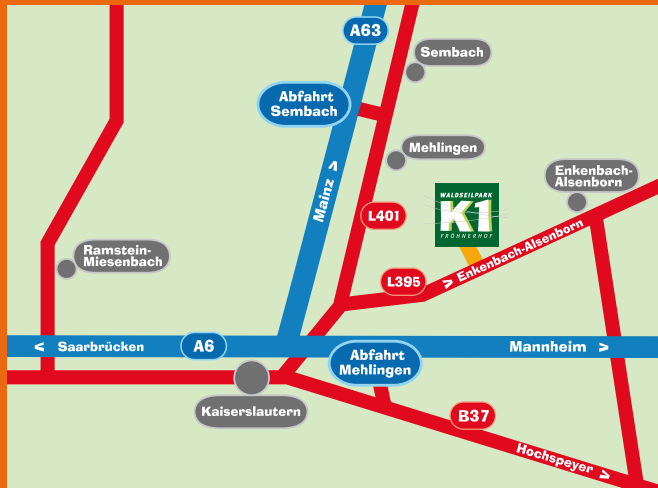 A63
Sembach
Abfahrt
Sembach
Mehlingen
Mainz >
Enkenbach-
Alsenborn
WALDSEILPARK
K1
FRÖHNERHOF
L401
Ramstein-
Miesenbach
L395
> Enkenbach-Alsenborn
< Saarbrücken
A6
Abfahrt
Mehlingen
Mannheim >
Kaiserslautern
B37
Hochspeyer >